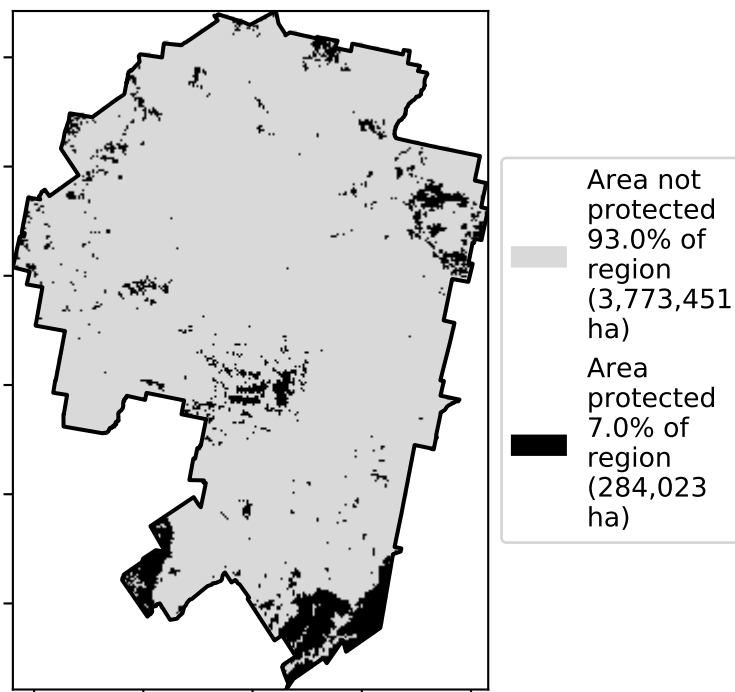 Area not
protected
93.0% of
region
(3,773,451
ha)
Area
protected
7.0% of
region
(284,023
ha)